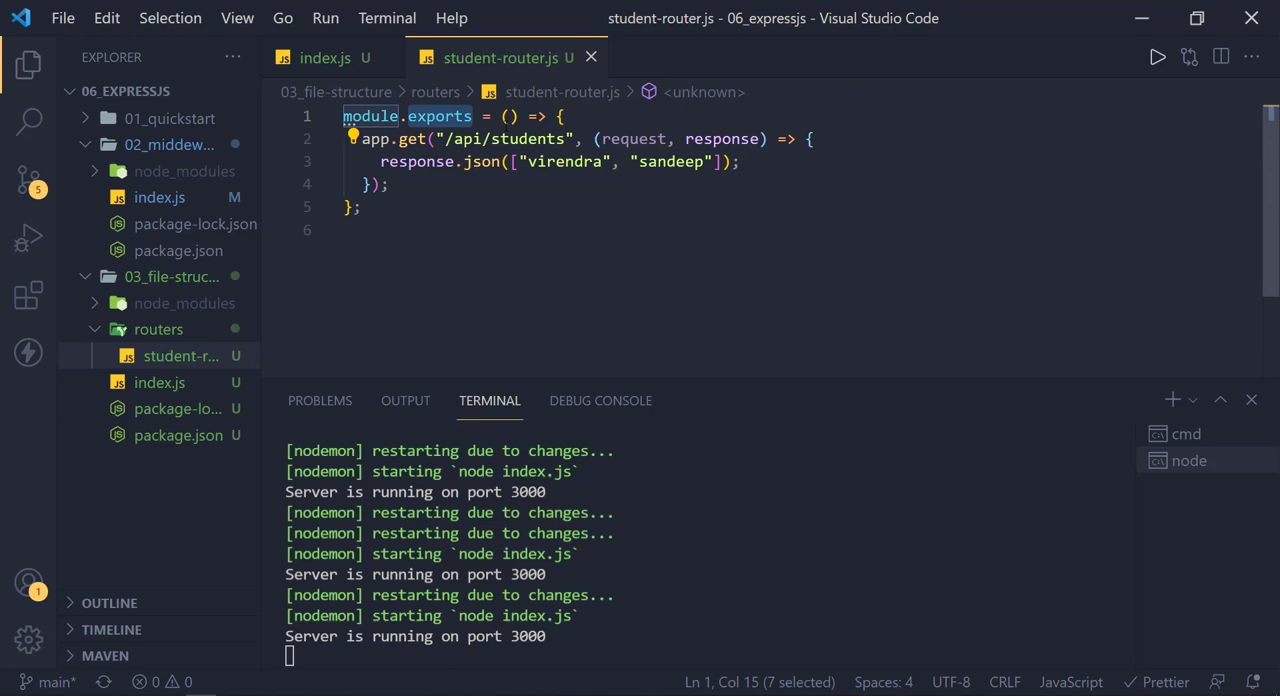 File Edit Selection View Go Run Terminal Help
student-router.js - 06_expressjs - Visual Studio Code
EXPLORER
06_EXPRESSJS
01_quickstart
02_middew...
node_modules
index.js M
package-lock.json
package.json
03_file-struc...
node_modules
routers
student-r... U
index.js U
package-lo... U
package.json U
OUTLINE
TIMELINE
MAVEN
5
1
JS index.js U
JS student-router.js U
03_file-structure > routers > JS student-router.js > <unknown>
1 module.exports = () => {
2 app.get("/api/students", (request, response) => {
3 response.json(["virendra", "sandeep"]);
4 });
5 };
6
PROBLEMS OUTPUT TERMINAL DEBUG CONSOLE
[nodemon] restarting due to changes...
[nodemon] starting `node index.js`
Server is running on port 3000
[nodemon] restarting due to changes...
[nodemon] restarting due to changes...
[nodemon] starting `node index.js`
Server is running on port 3000
[nodemon] restarting due to changes...
[nodemon] starting `node index.js`
Server is running on port 3000
cmd
node
main* 0 0 Ln 1, Col 15 (7 selected) Spaces: 4 UTF-8 CRLF JavaScript Prettier